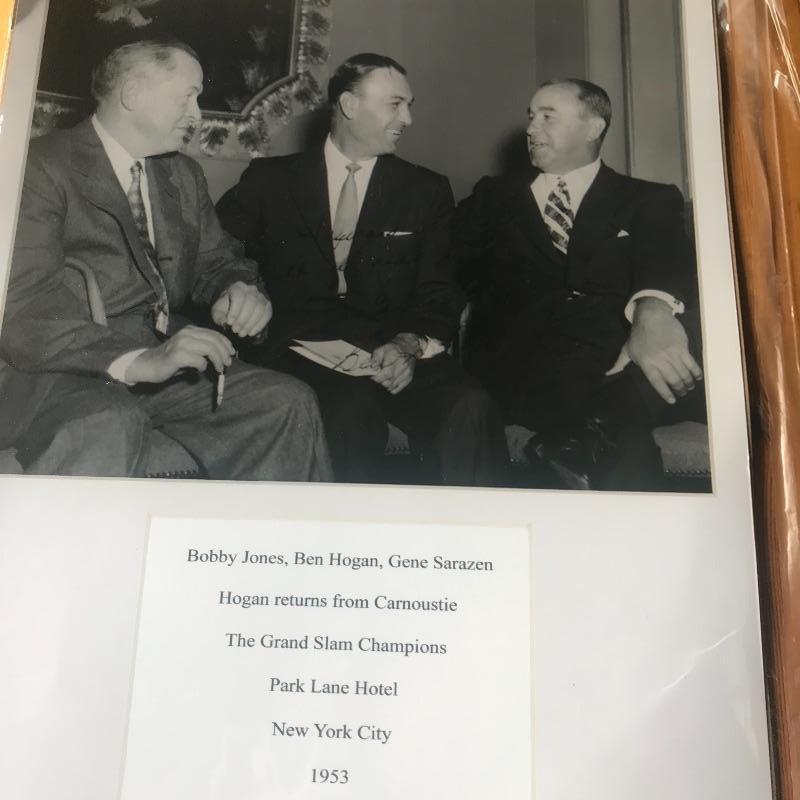 Bobby Jones, Ben Hogan, Gene Sarazen
Hogan returns from Carnoustie
The Grand Slam Champions
Park Lane Hotel
New York City
1953